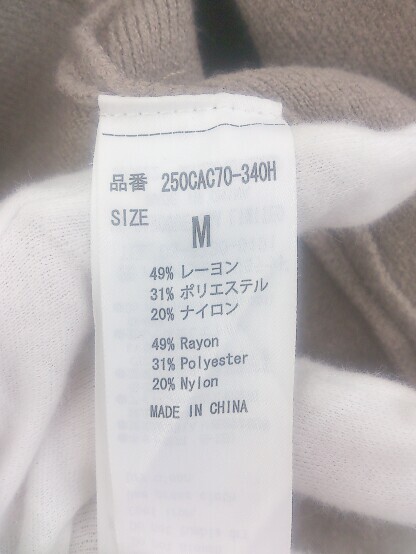 品番 250CAC70-340H
SIZE
M
49% レーヨン
31% ポリエステル
20% ナイロン
49% Rayon
31% Polyester
20% Nylon
MADE IN CHINA